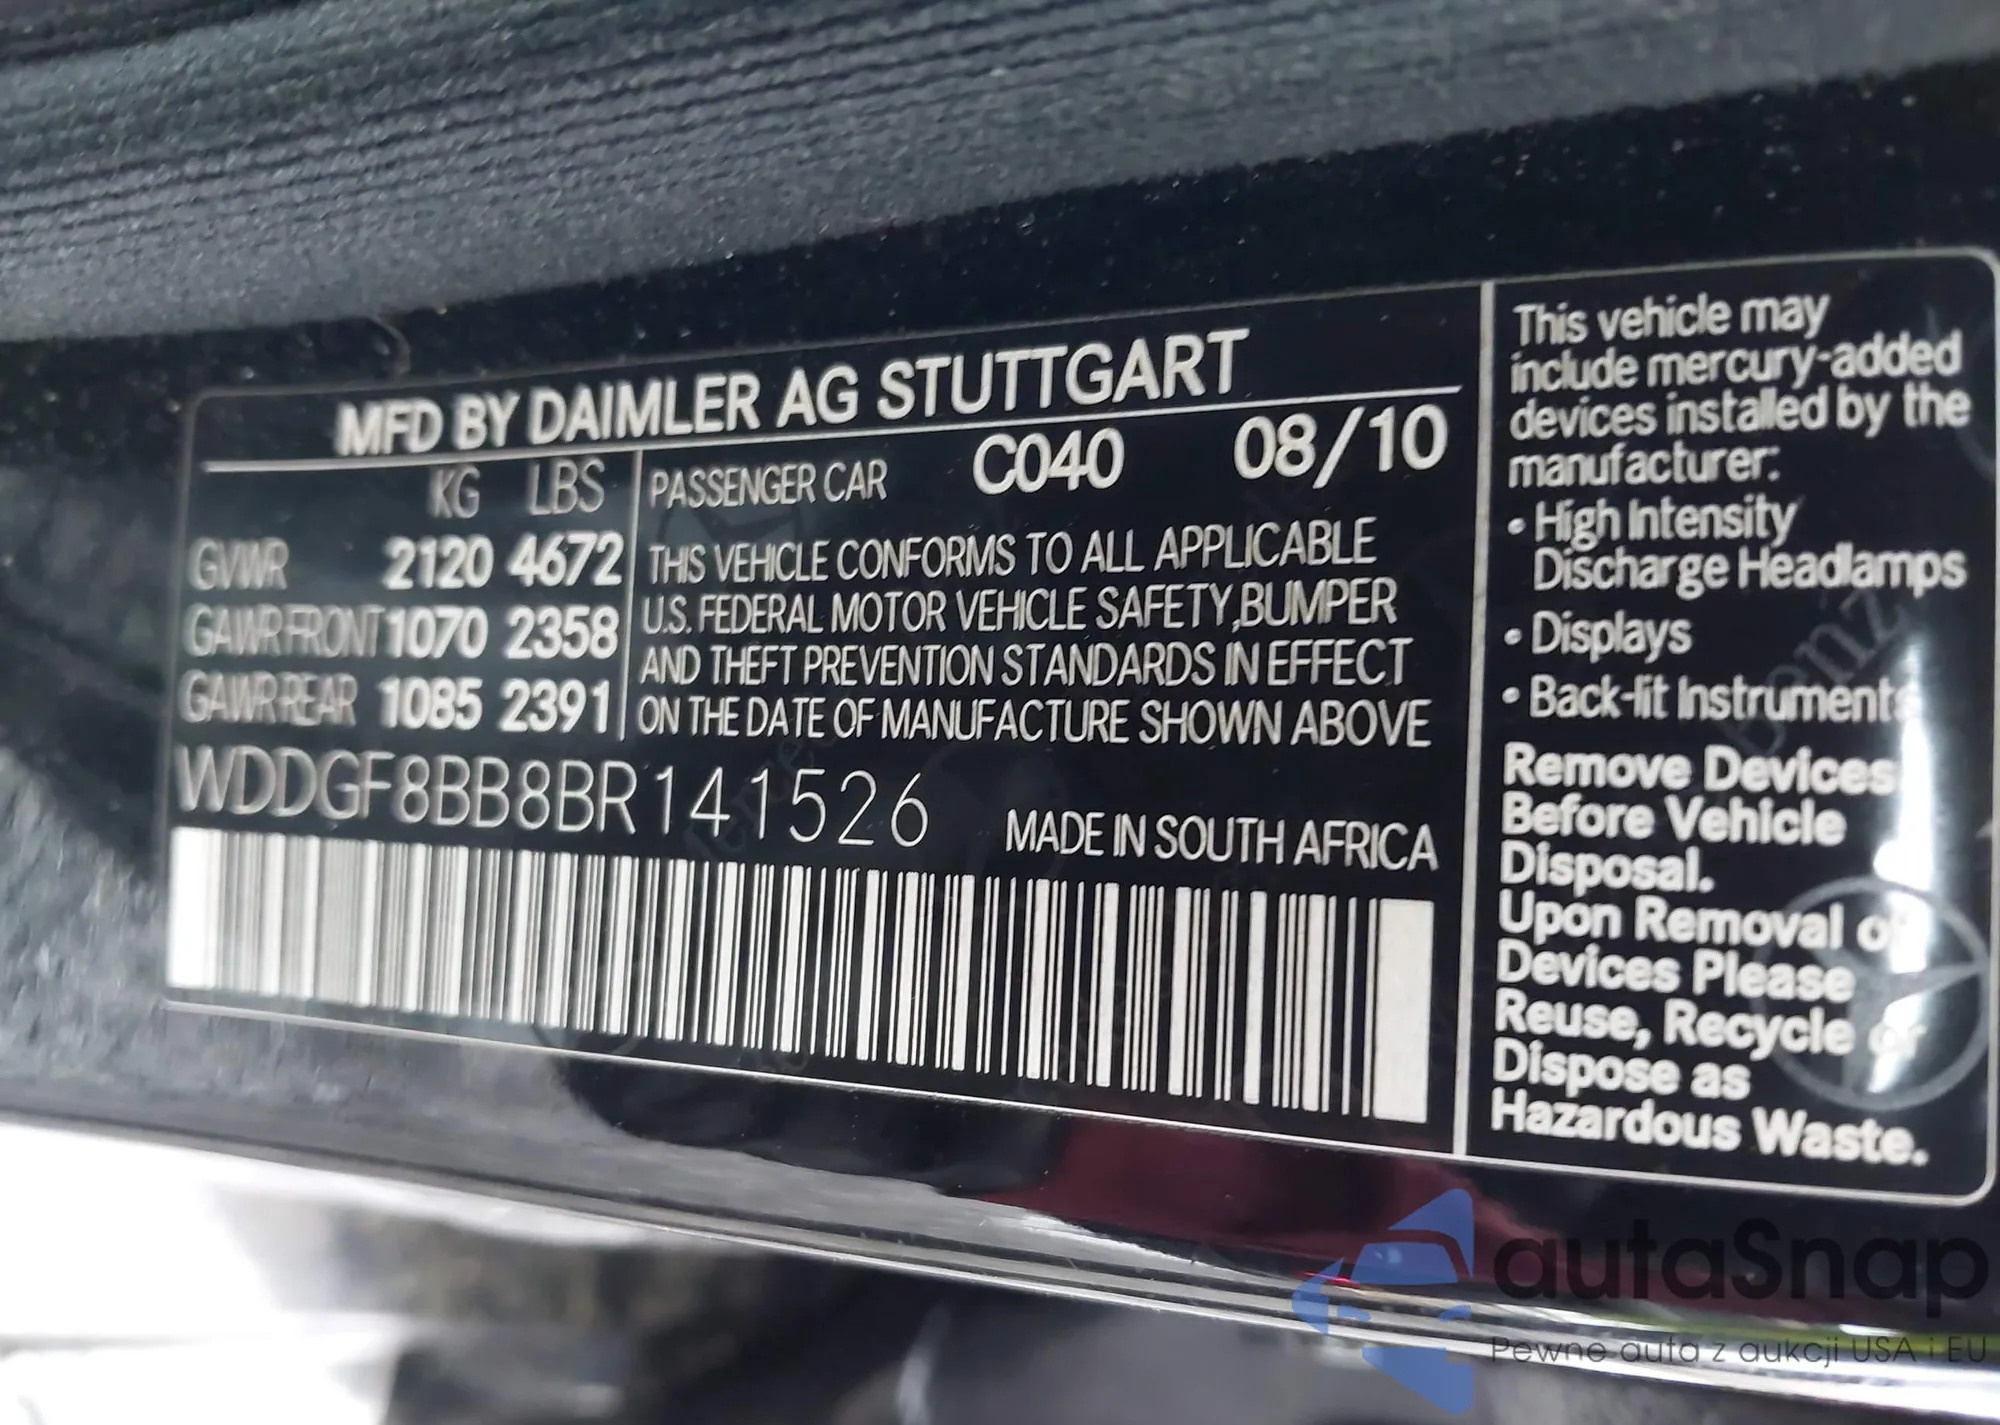 MFD BY DAIMLER AG STUTTGART
KG LBS
GVWR 2120 4672
GAWR FRONT 1070 2358
GAWR REAR 1085 2391
PASSENGER CAR C040 08/10
THIS VEHICLE CONFORMS TO ALL APPLICABLE
U.S. FEDERAL MOTOR VEHICLE SAFETY,BUMPER
AND THEFT PREVENTION STANDARDS IN EFFECT
ON THE DATE OF MANUFACTURE SHOWN ABOVE
WDDGF8BB8BR141526
MADE IN SOUTH AFRICA
This vehicle may
include mercury-added
devices installed by the
manufacturer:
• High Intensity
Discharge Headlamps
• Displays
• Back-lit Instruments
Remove Devices
Before Vehicle
Disposal.
Upon Removal of
Devices Please
Reuse, Recycle or
Dispose as
Hazardous Waste.
autaSnap
Pewne auta z aukcji USA i EU